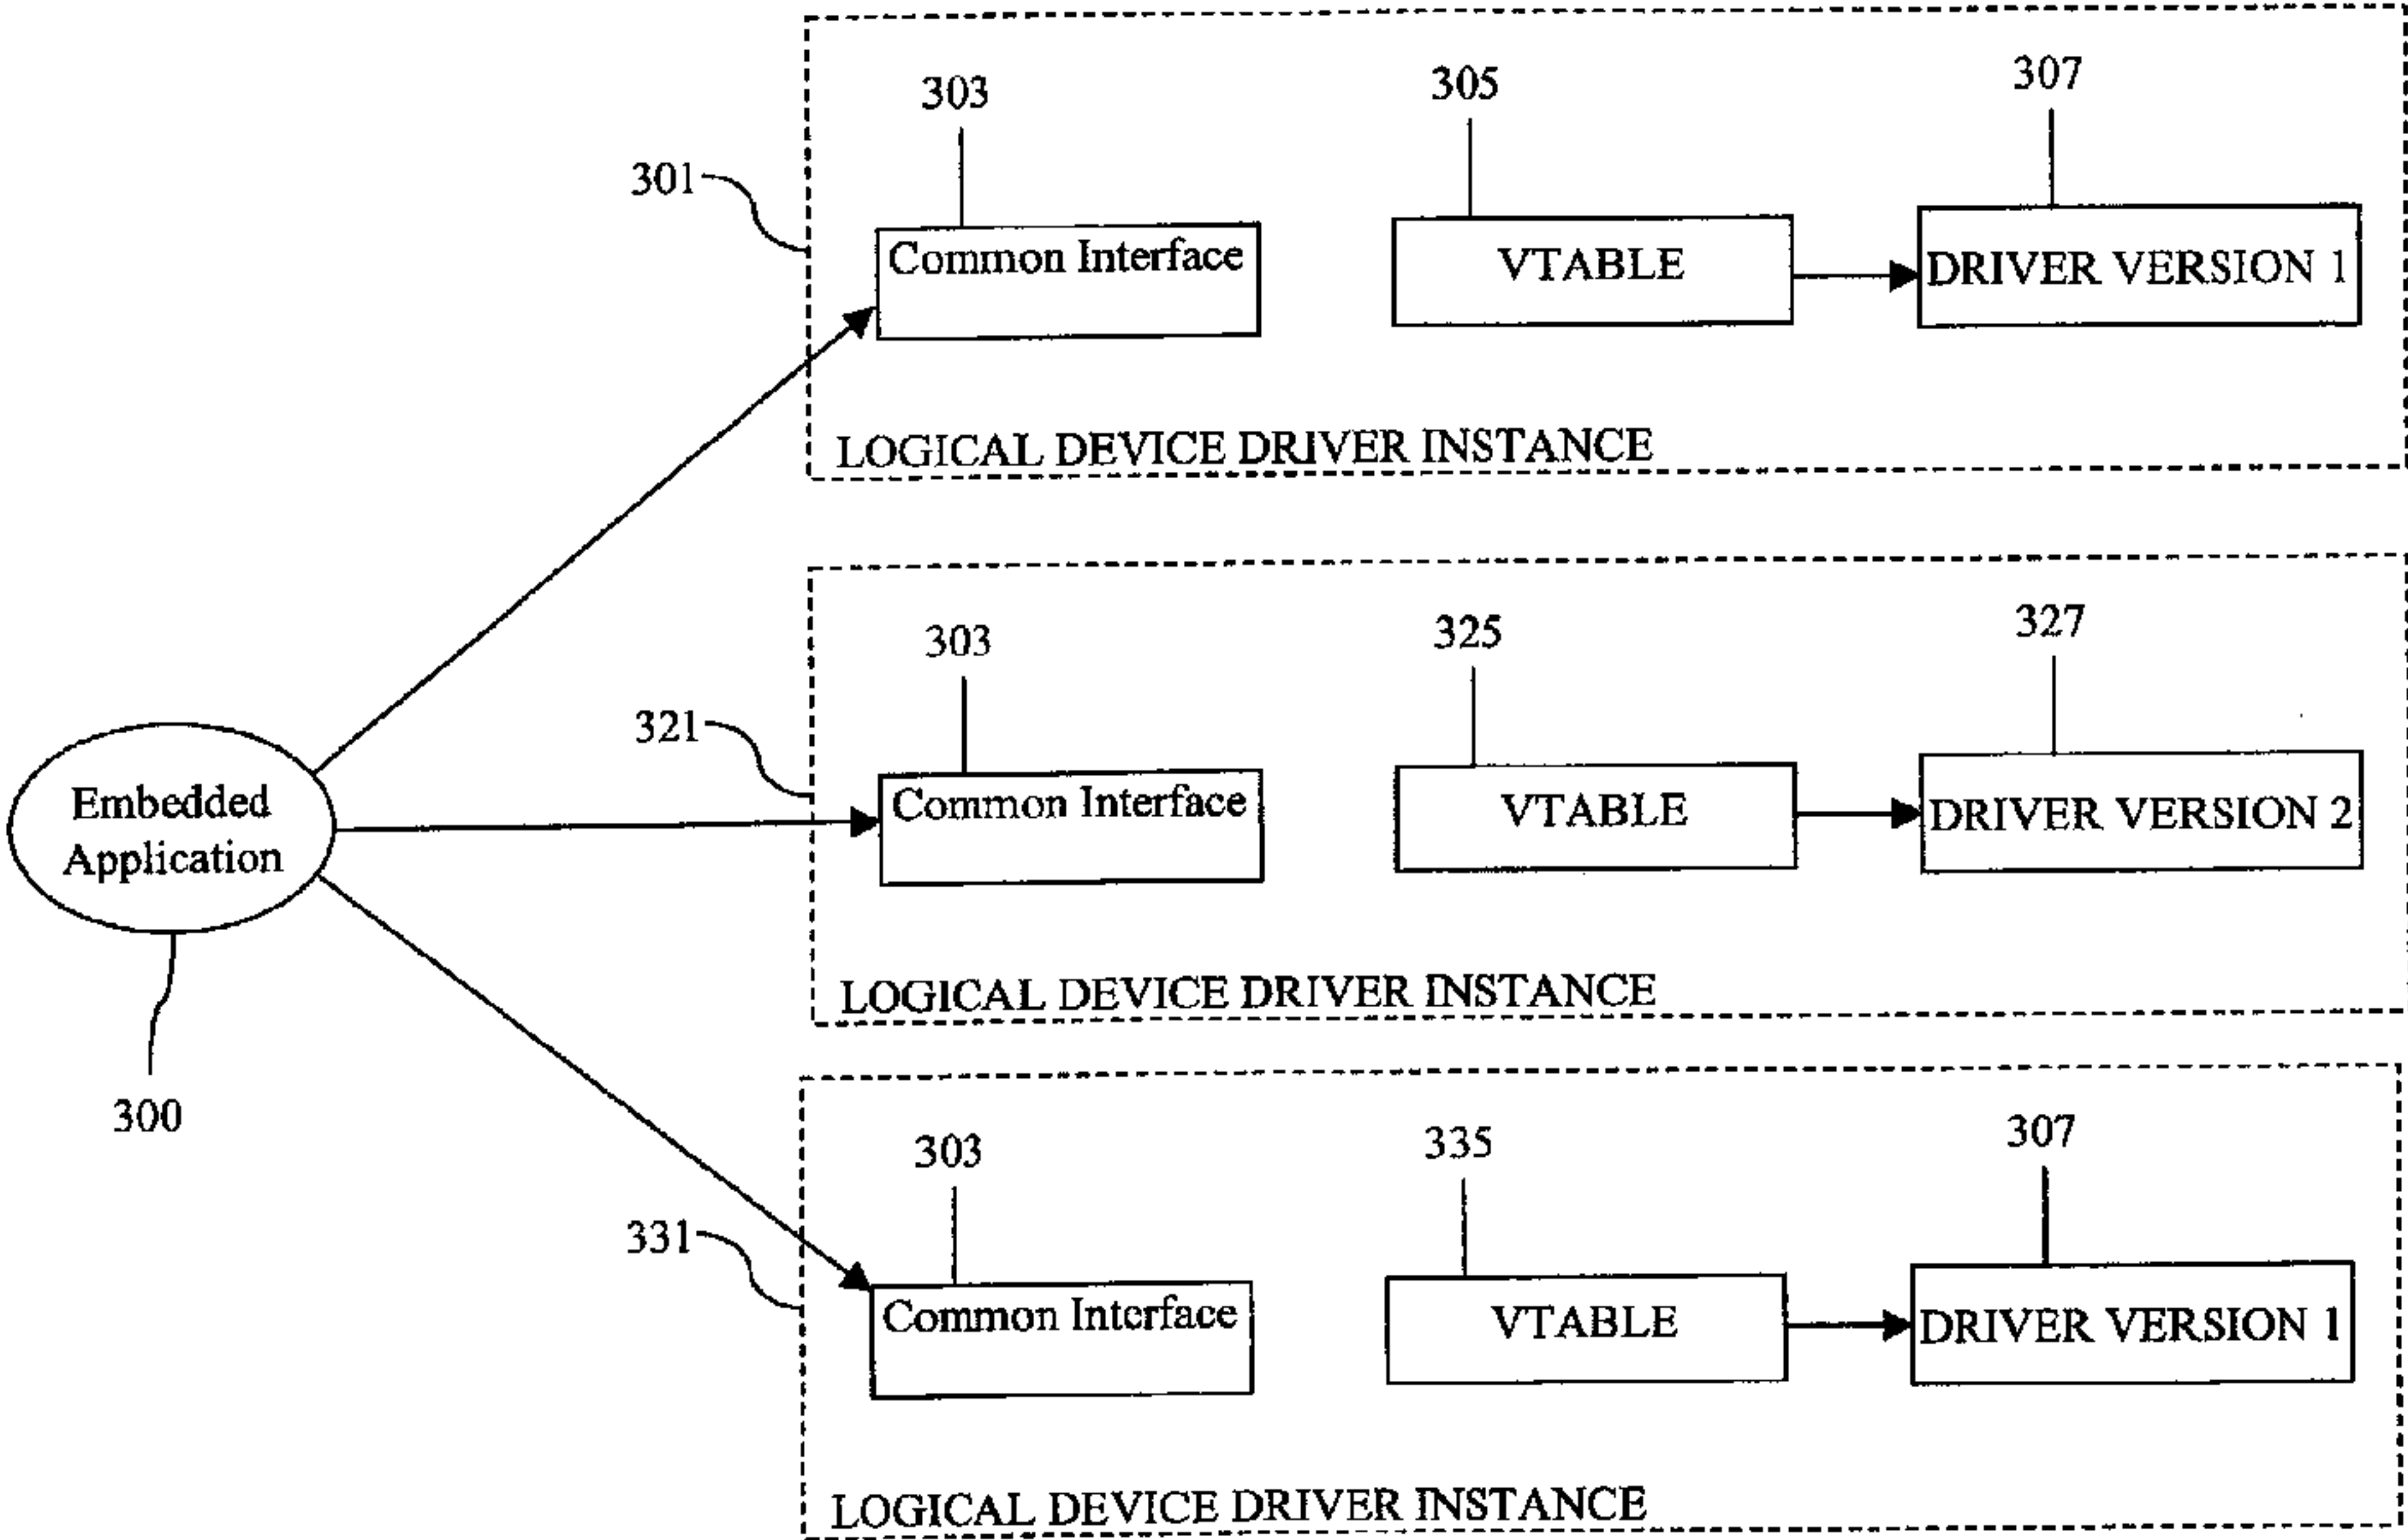 303
305
307
301
Common Interface
VTABLE
DRIVER VERSION 1
LOGICAL DEVICE DRIVER INSTANCE
303
325
327
321
Common Interface
VTABLE
DRIVER VERSION 2
LOGICAL DEVICE DRIVER INSTANCE
Embedded
Application
300
303
335
307
331
Common Interface
VTABLE
DRIVER VERSION 1
LOGICAL DEVICE DRIVER INSTANCE